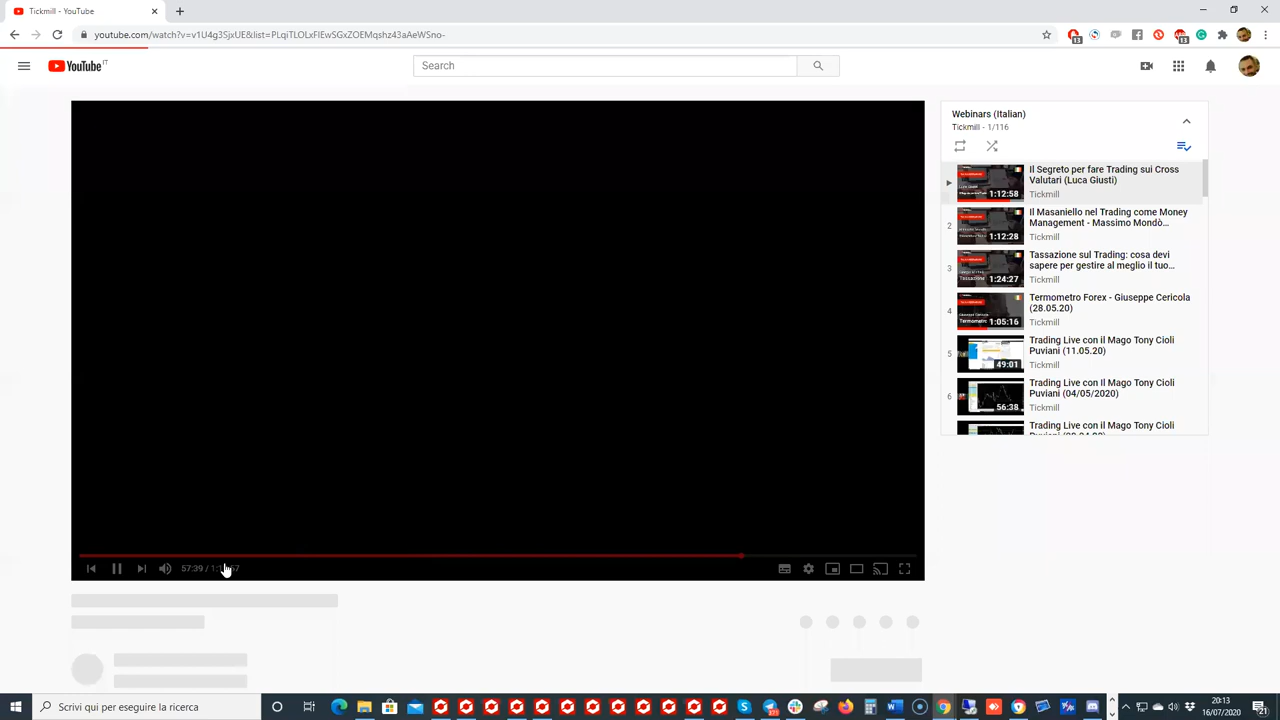 Tickmill - YouTube
youtube.com/watch?v=v1U4g3SjxUE&list=PLqiTLOLxFlEwSGxZOEMqshz43aAeWSno-
13
13
YouTube IT
Search
Webinars (Italian)
Tickmill - 1/116
Il Segreto per fare Trading sui Cross
Valutari (Luca Giusti)
Tickmill
1:12:58
2
Il Masaniello nel Trading come Money
Management - Massimo Mondò...
Tickmill
1:12:28
3
Tassazione sul Trading: cosa devi
sapere per gestire al meglio il tuo...
Tickmill
1:24:27
4
Termometro Forex - Giuseppe Cericola
(28.05.20)
Tickmill
1:05:16
5
Trading Live con il Mago Tony Cioli
Puviani (11.05.20)
Tickmill
49:01
6
Trading Live con Il Mago Tony Cioli
Puviani (04/05/2020)
Tickmill
56:38
Trading Live con il Mago Tony Cioli
57:39
Scrivi qui per eseguire la ricerca
20:13
16/07/2020